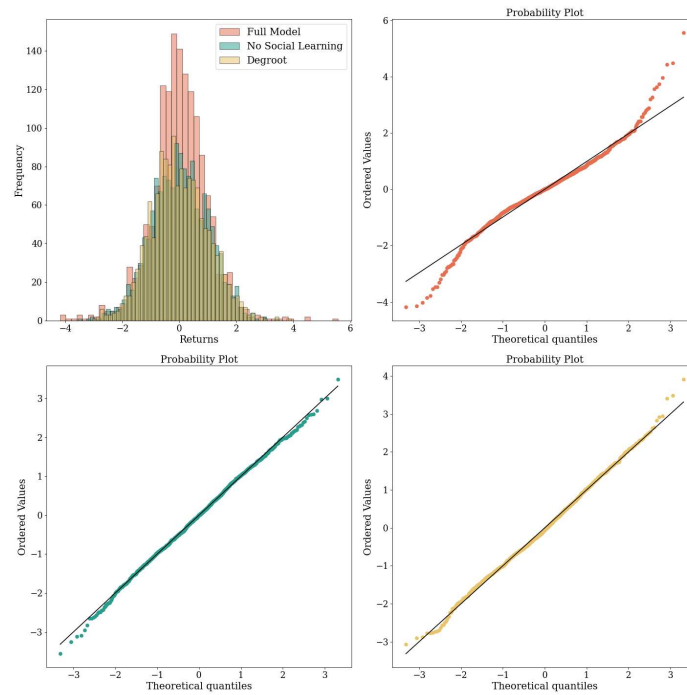 Full Model
No Social Learning
Degroot
140
120
100
80
60
40
20
0
Frequency
−4 −2 0 2 4 6
Returns
Probability Plot
6
4
2
0
−2
−4
Ordered Values
−3 −2 −1 0 1 2 3
Theoretical quantiles
Probability Plot
3
2
1
0
−1
−2
−3
Ordered Values
−3 −2 −1 0 1 2 3
Theoretical quantiles
Probability Plot
4
3
2
1
0
−1
−2
−3
Ordered Values
−3 −2 −1 0 1 2 3
Theoretical quantiles